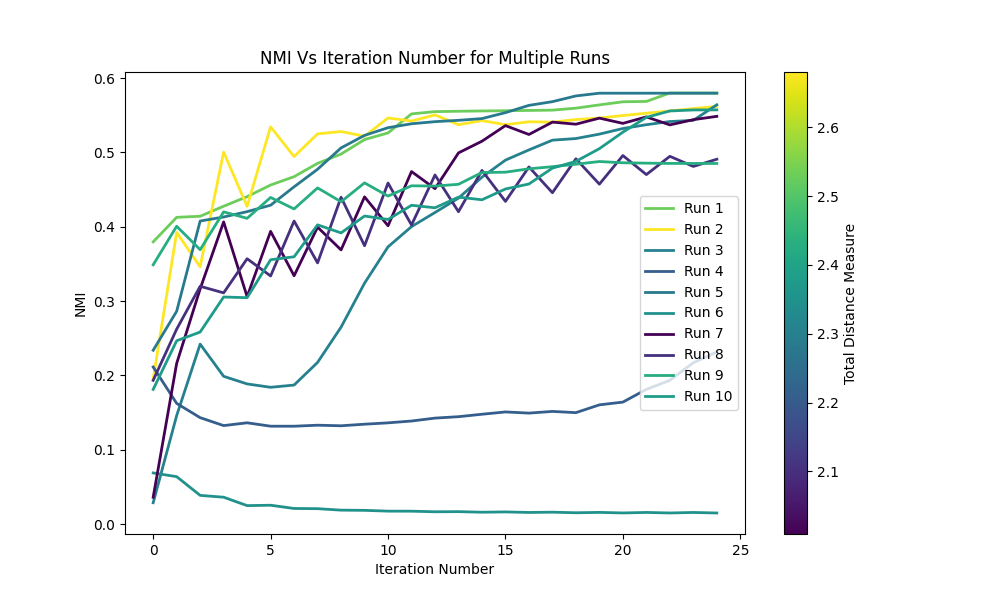 NMI Vs Iteration Number for Multiple Runs
NMI
0.6
0.5
0.4
0.3
0.2
0.1
0.0
0
5
10
15
20
25
Iteration Number
Run 1
Run 2
Run 3
Run 4
Run 5
Run 6
Run 7
Run 8
Run 9
Run 10
2.6
2.5
2.4
2.3
2.2
2.1
Total Distance Measure